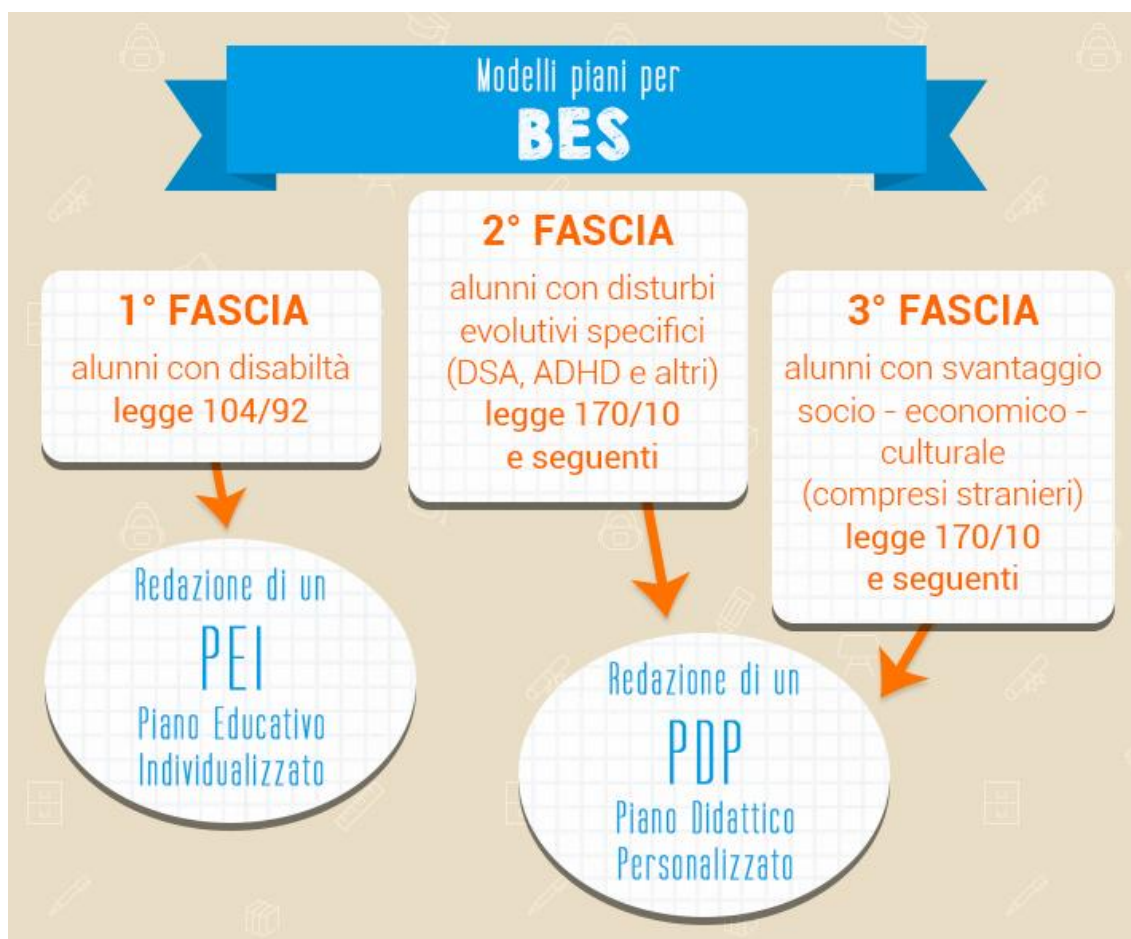 Modelli piani per
BES
1° FASCIA
alunni con disabiltà
legge 104/92
2° FASCIA
alunni con disturbi
evolutivi specifici
(DSA, ADHD e altri)
legge 170/10
e seguenti
3° FASCIA
alunni con svantaggio
socio - economico -
culturale
(compresi stranieri)
legge 170/10
e seguenti
Redazione di un
PEI
Piano Educativo
Individualizzato
Redazione di un
PDP
Piano Didattico
Personalizzato